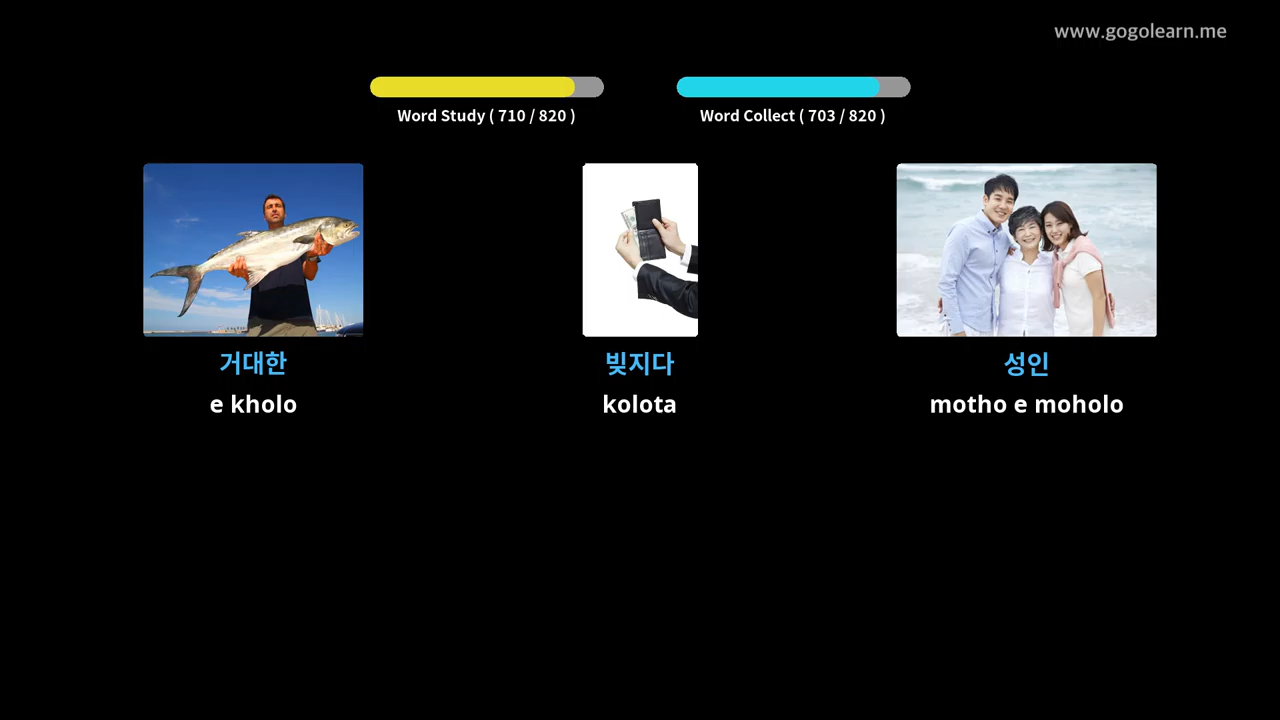 www.gogolearn.me
Word Study ( 710 / 820 )
Word Collect ( 703 / 820 )
거대한
e kholo
빚지다
kolota
성인
motho e moholo